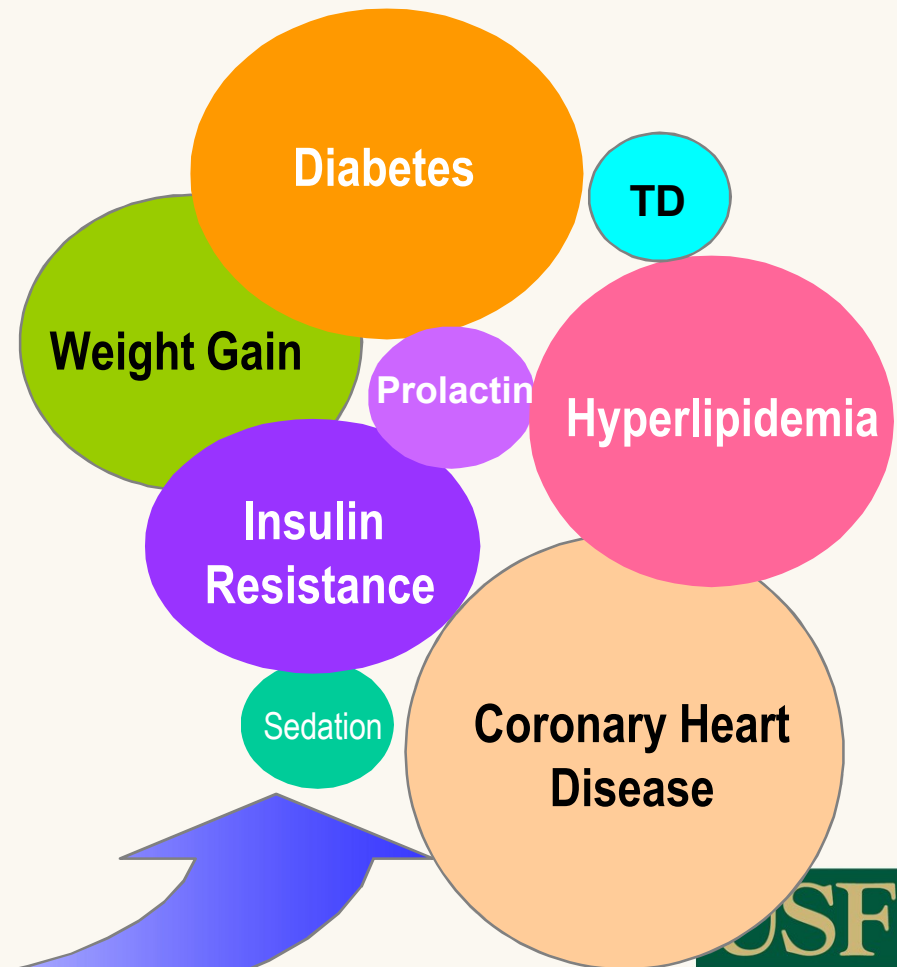 Diabetes
TD
Weight Gain
Prolactin
Hyperlipidemia
Insulin
Resistance
Sedation
Coronary Heart
Disease
USF